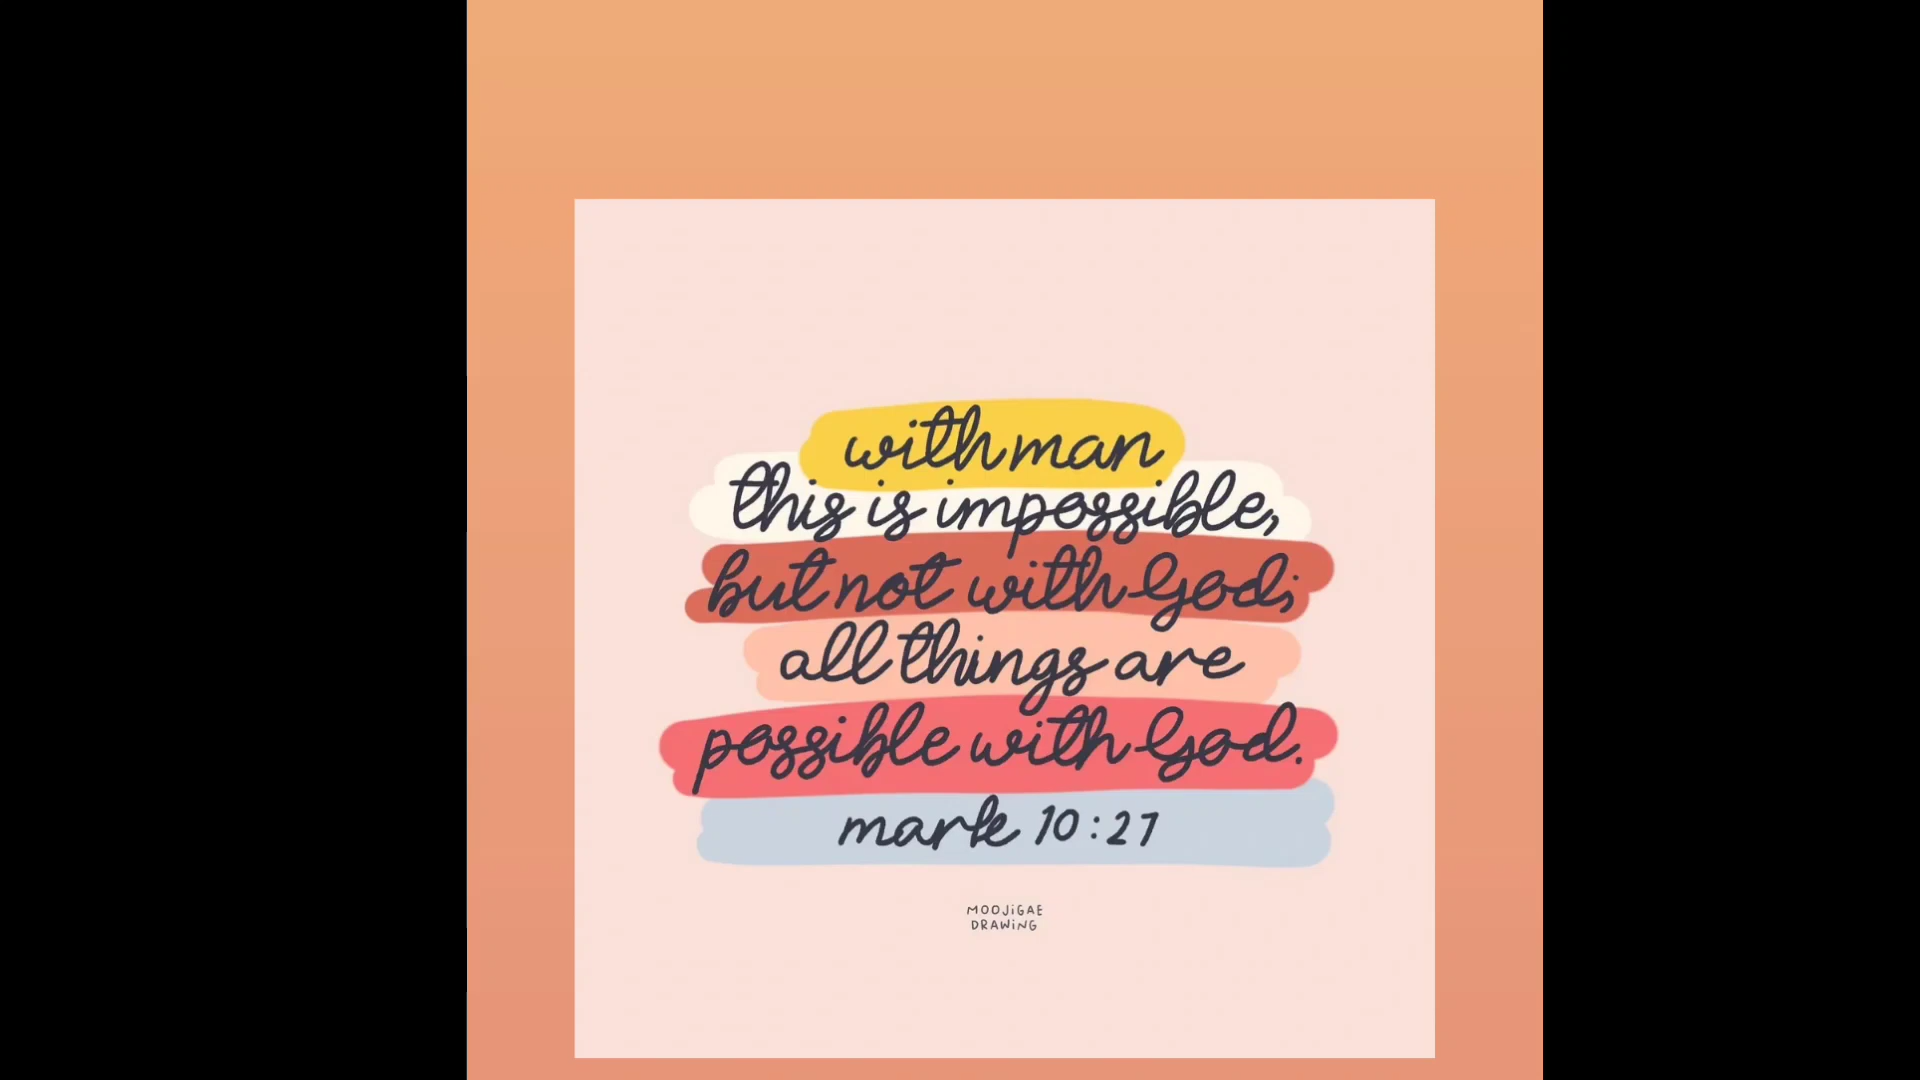 with man
this is impossible,
but not with God;
all things are
possible with God.
mark 10:27
MOOJiGAE
DRAWiNG